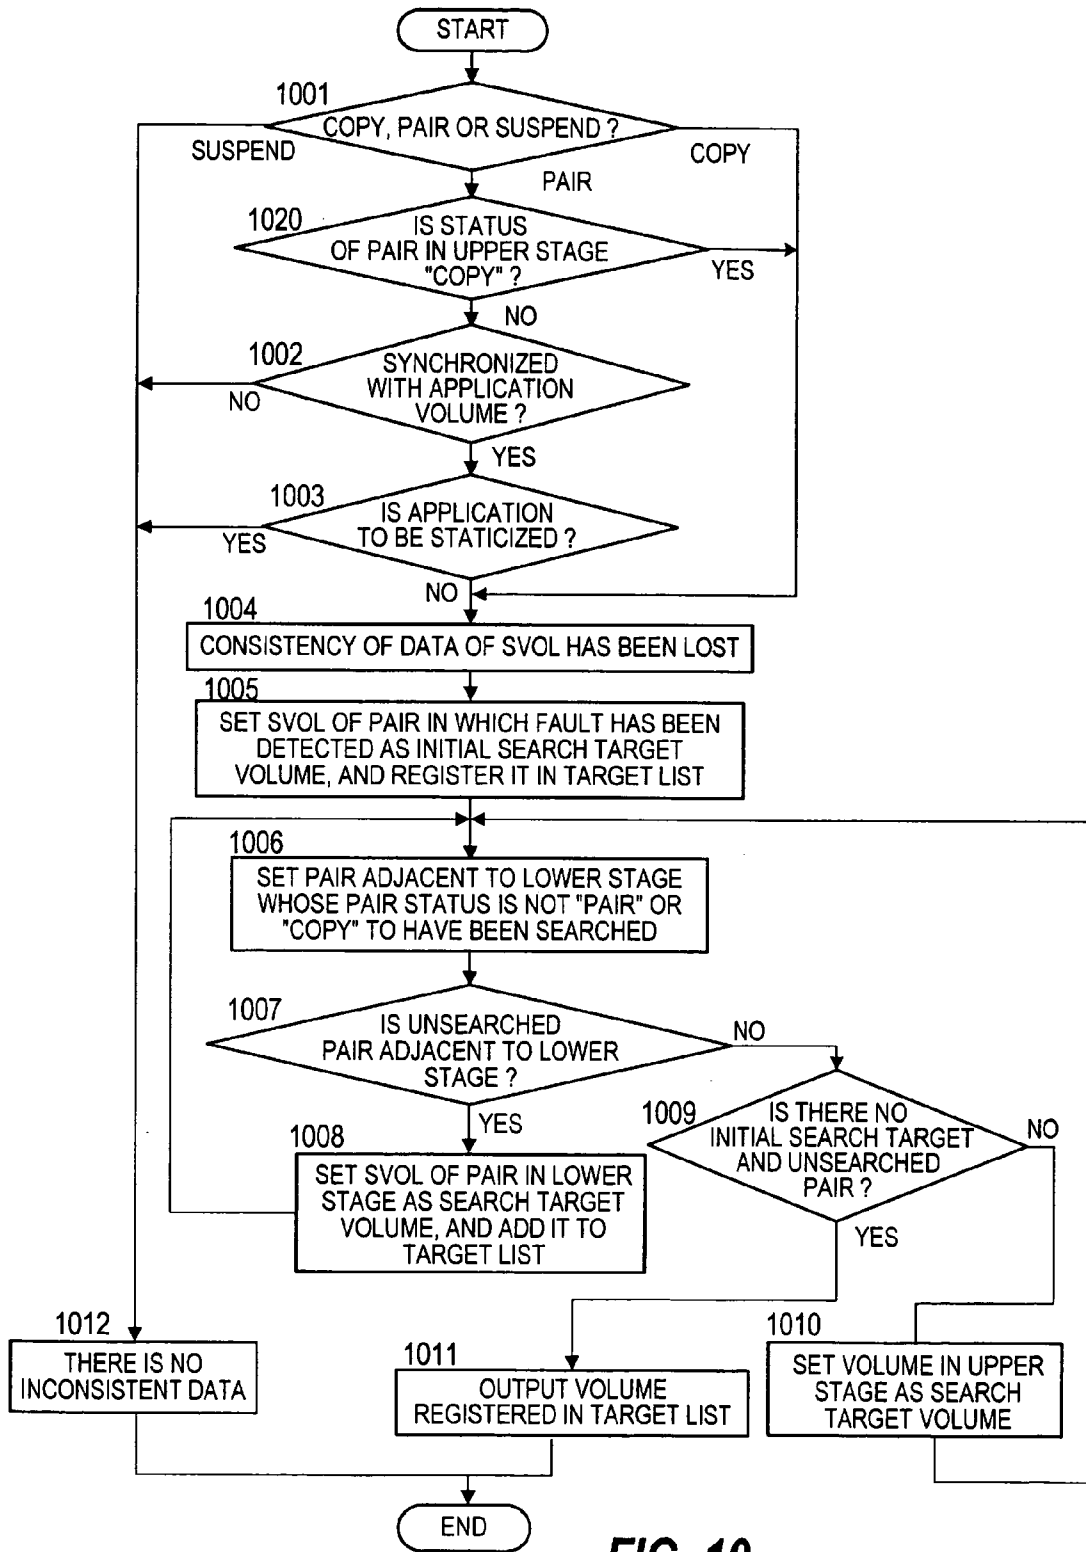 START
1001
COPY, PAIR OR SUSPEND ?
SUSPEND
COPY
PAIR
1020
IS STATUS
OF PAIR IN UPPER STAGE
"COPY" ?
YES
NO
1002
SYNCHRONIZED
WITH APPLICATION
VOLUME ?
NO
YES
1003
IS APPLICATION
TO BE STATICIZED ?
YES
NO
1004
CONSISTENCY OF DATA OF SVOL HAS BEEN LOST
1005
SET SVOL OF PAIR IN WHICH FAULT HAS BEEN
DETECTED AS INITIAL SEARCH TARGET
VOLUME, AND REGISTER IT IN TARGET LIST
1006
SET PAIR ADJACENT TO LOWER STAGE
WHOSE PAIR STATUS IS NOT "PAIR" OR
"COPY" TO HAVE BEEN SEARCHED
1007
IS UNSEARCHED
PAIR ADJACENT TO LOWER
STAGE ?
NO
YES
1008
SET SVOL OF PAIR IN LOWER
STAGE AS SEARCH TARGET
VOLUME, AND ADD IT TO
TARGET LIST
1009
IS THERE NO
INITIAL SEARCH TARGET
AND UNSEARCHED
PAIR ?
NO
YES
1012
THERE IS NO
INCONSISTENT DATA
1011
OUTPUT VOLUME
REGISTERED IN TARGET LIST
1010
SET VOLUME IN UPPER
STAGE AS SEARCH
TARGET VOLUME
END